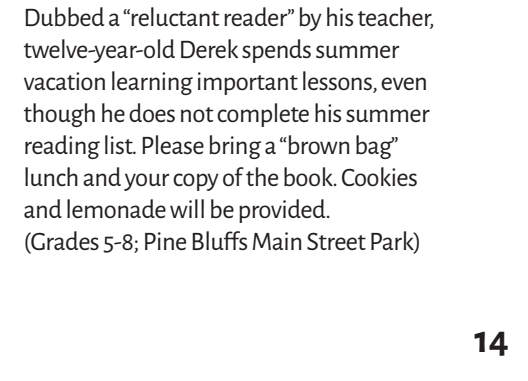 Dubbed a “reluctant reader” by his teacher,
twelve-year-old Derek spends summer
vacation learning important lessons, even
though he does not complete his summer
reading list. Please bring a “brown bag”
lunch and your copy of the book. Cookies
and lemonade will be provided.
(Grades 5-8; Pine Bluffs Main Street Park)
14